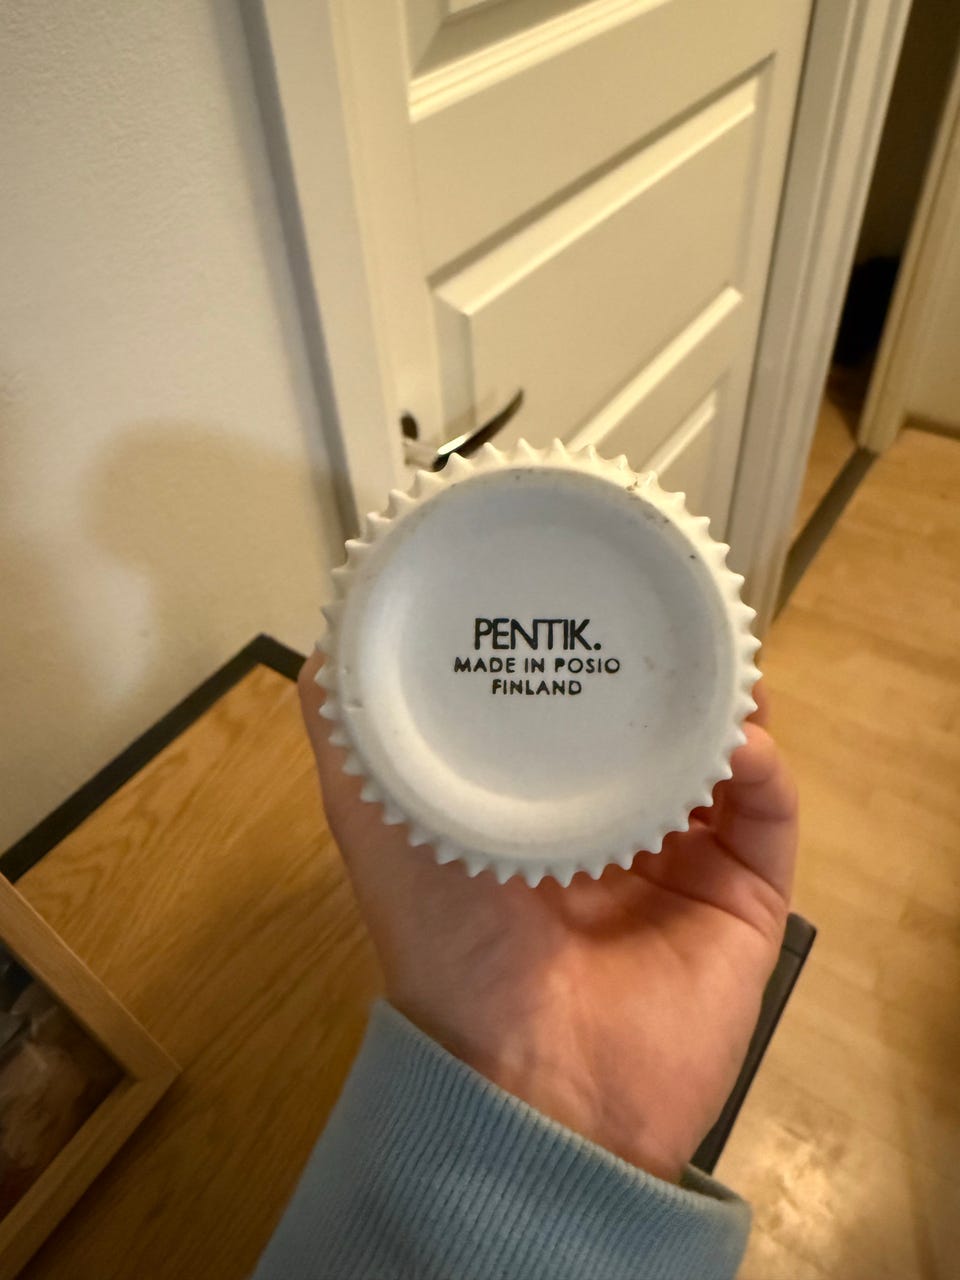 PENTIK.
MADE IN POSIO
FINLAND